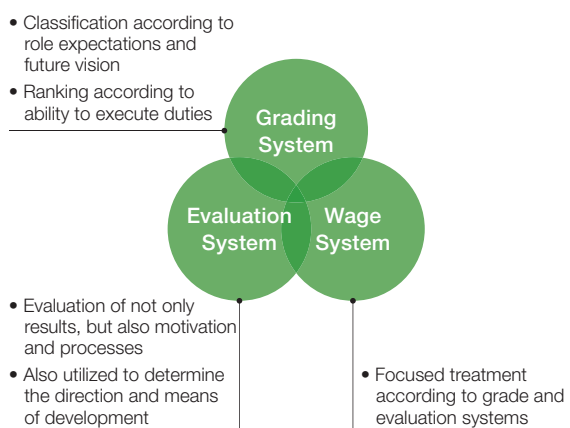 • Classification according to
role expectations and
future vision
• Ranking according to
ability to execute duties
Grading
System
Evaluation
System
Wage
System
• Evaluation of not only
results, but also motivation
and processes
• Also utilized to determine
the direction and means
of development
• Focused treatment
according to grade and
evaluation systems